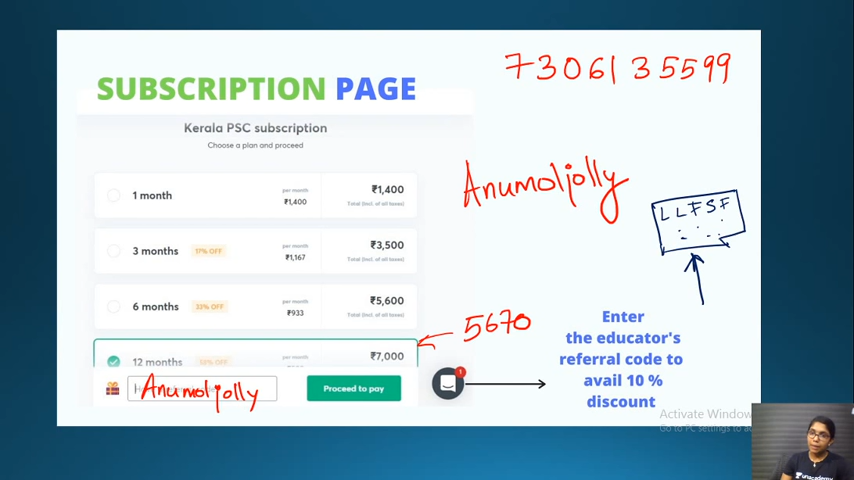 7306135599
SUBSCRIPTION PAGE
Kerala PSC subscription
Choose a plan and proceed
Anumoljolly
1 month
per month
₹1,400
₹1,400
Total (Incl. of all taxes)
LLFSF
3 months
17% OFF
per month
₹1,167
₹3,500
Total (Incl. of all taxes)
6 months
33% OFF
per month
₹933
₹5,600
Total (Incl. of all taxes)
5670
12 months
per month
₹7,000
Anumoljolly
Proceed to pay
1
Enter
the educator's
referral code to
avail 10 %
discount
Activate Window
Go to PC settings to a
unacademy